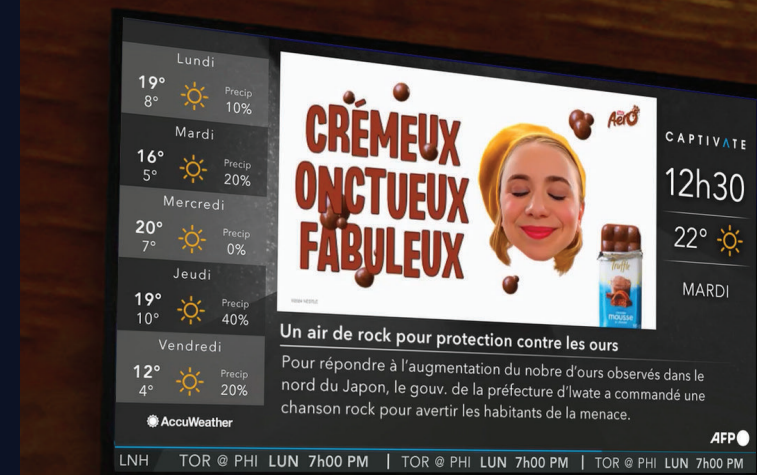 Lundi
19°
8°
Precip
10%
Mardi
16°
5°
Precip
20%
Mercredi
20°
7°
Precip
0%
Jeudi
19°
10°
Precip
40%
Vendredi
12°
4°
Precip
20%
AccuWeather
CRÉMEUX
ONCTUEUX
FABULEUX
Aero
Truffle
mousse
CAPTIVATE
12h30
22°
MARDI
Un air de rock pour protection contre les ours
Pour répondre à l'augmentation du nobre d'ours observés dans le
nord du Japon, le gouv. de la préfecture d'Iwate a commandé une
chanson rock pour avertir les habitants de la menace.
AFP
LNH TOR @ PHI LUN 7h00 PM | TOR @ PHI LUN 7h00 PM | TOR @ PHI LUN 7h00 PM